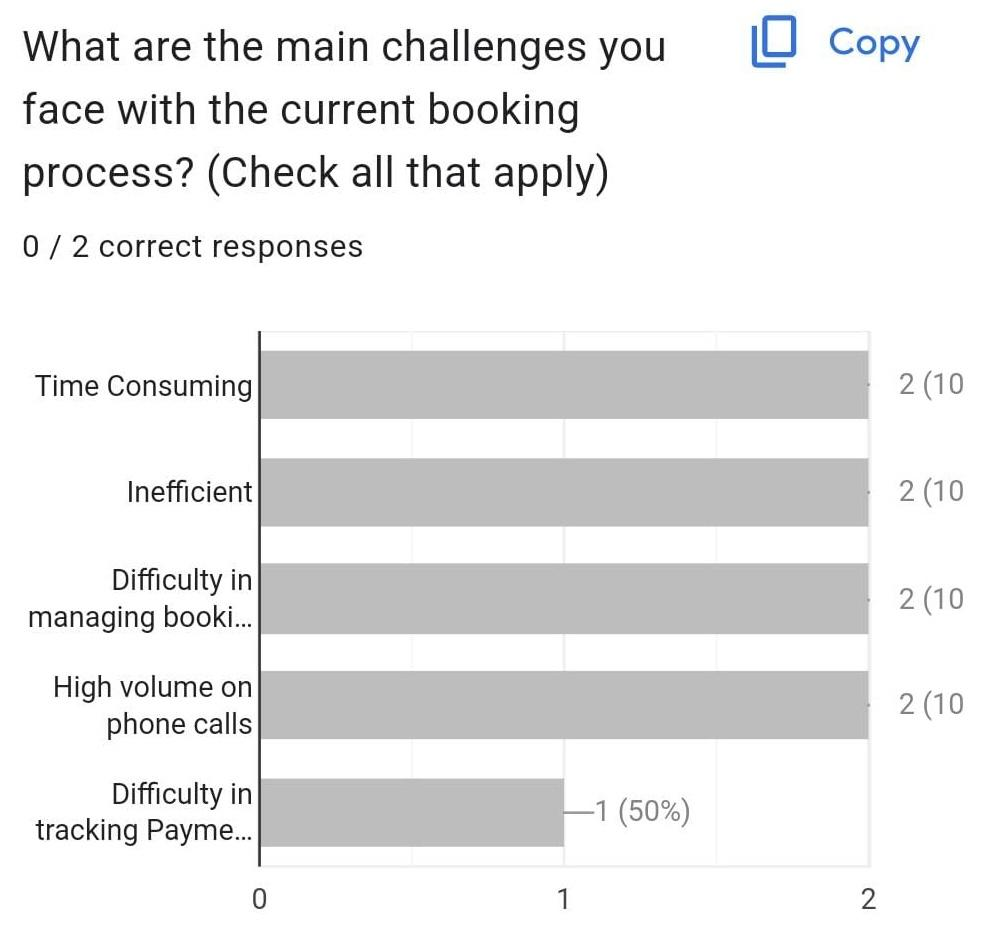 What are the main challenges you
Copy
face with the current booking
process? (Check all that apply)
0 / 2 correct responses
Time Consuming
2 (10
Inefficient
2 (10
Difficulty in
managing booki...
2 (10
High volume on
phone calls
2 (10
Difficulty in
tracking Payme...
1 (50%)
0 1 2